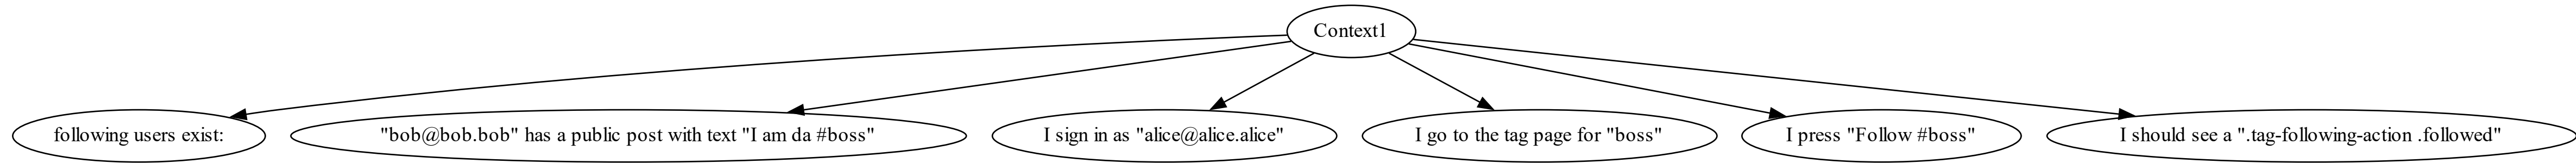 Context1
following users exist:
"bob@bob.bob" has a public post with text "I am da #boss"
I sign in as "alice@alice.alice"
I go to the tag page for "boss"
I press "Follow #boss"
I should see a ".tag-following-action .followed"